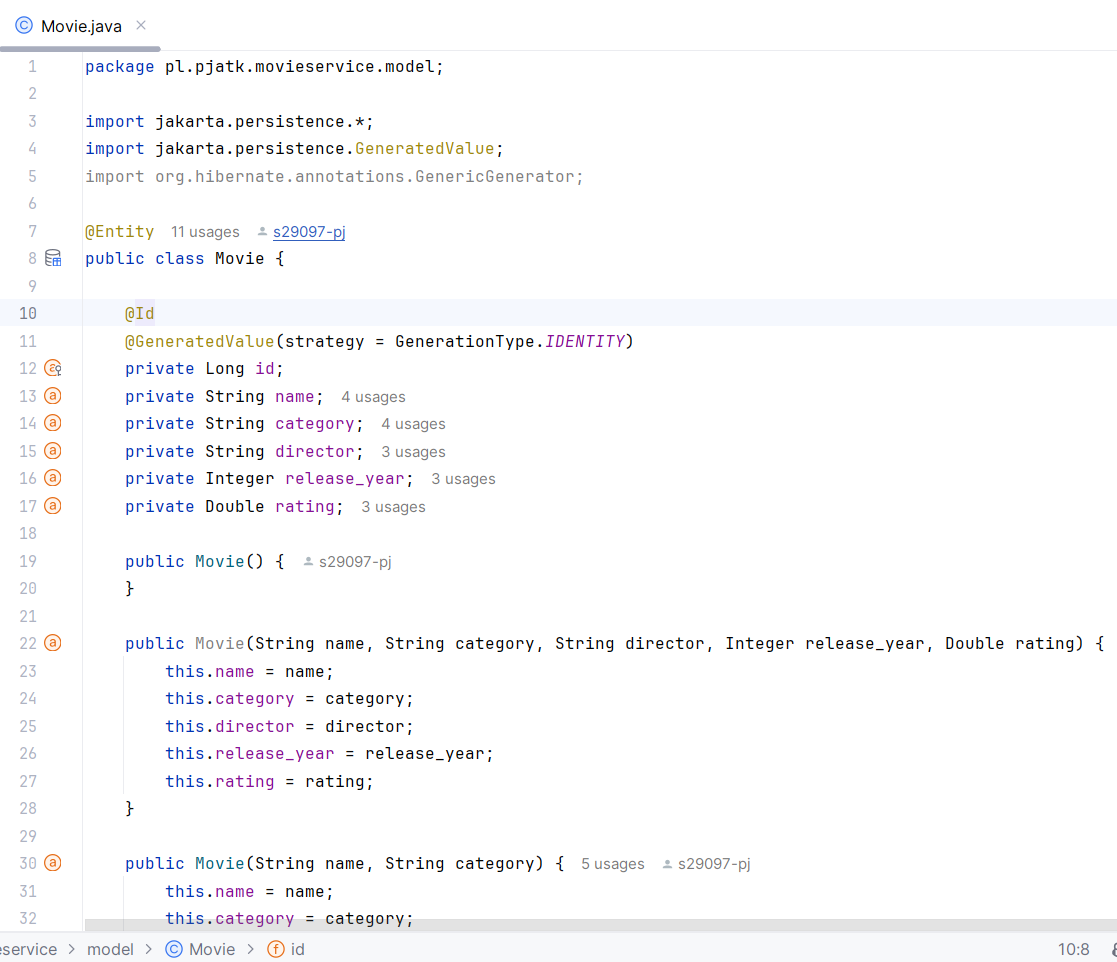 Movie.java
1 package pl.pjatk.movieservice.model;
2
3 import jakarta.persistence.*;
4 import jakarta.persistence.GeneratedValue;
5 import org.hibernate.annotations.GenericGenerator;
6
7 @Entity 11 usages s29097-pj
8 public class Movie {
9
10 @Id
11 @GeneratedValue(strategy = GenerationType.IDENTITY)
12 private Long id;
13 private String name; 4 usages
14 private String category; 4 usages
15 private String director; 3 usages
16 private Integer release_year; 3 usages
17 private Double rating; 3 usages
18
19 public Movie() { s29097-pj
20 }
21
22 public Movie(String name, String category, String director, Integer release_year, Double rating) {
23 this.name = name;
24 this.category = category;
25 this.director = director;
26 this.release_year = release_year;
27 this.rating = rating;
28 }
29
30 public Movie(String name, String category) { 5 usages s29097-pj
31 this.name = name;
32 this.category = category;
eservice > model > Movie > id 10:8